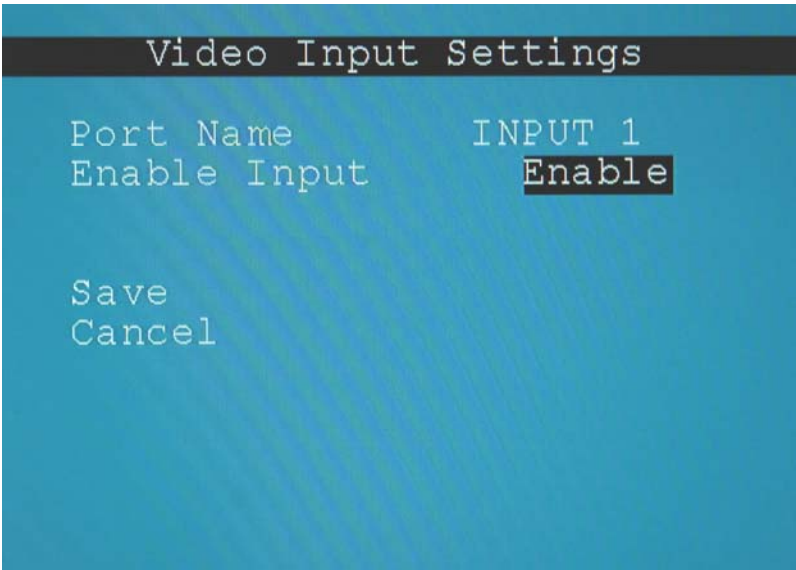 Video Input Settings
Port Name INPUT 1
Enable Input Enable
Save
Cancel